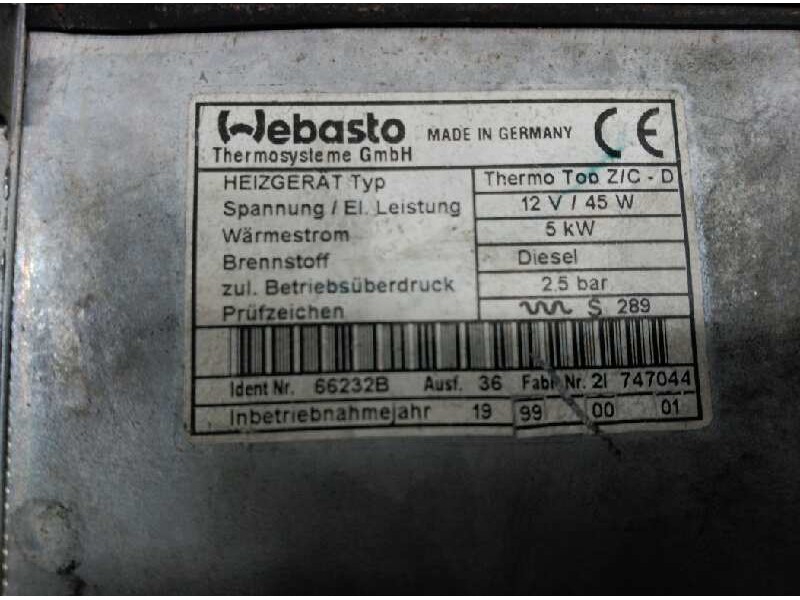 Webasto MADE IN GERMANY CE
Thermosysteme GmbH
HEIZGERÄT Typ Thermo Top Z/C - D
Spannung / El. Leistung 12 V / 45 W
Wärmestrom 5 kW
Brennstoff Diesel
zul. Betriebsüberdruck 2.5 bar
Prüfzeichen S 289
Ident Nr. 66232B Ausf. 36 Fabr Nr. 2I 747044
Inbetriebnahmejahr 19 99 00 01